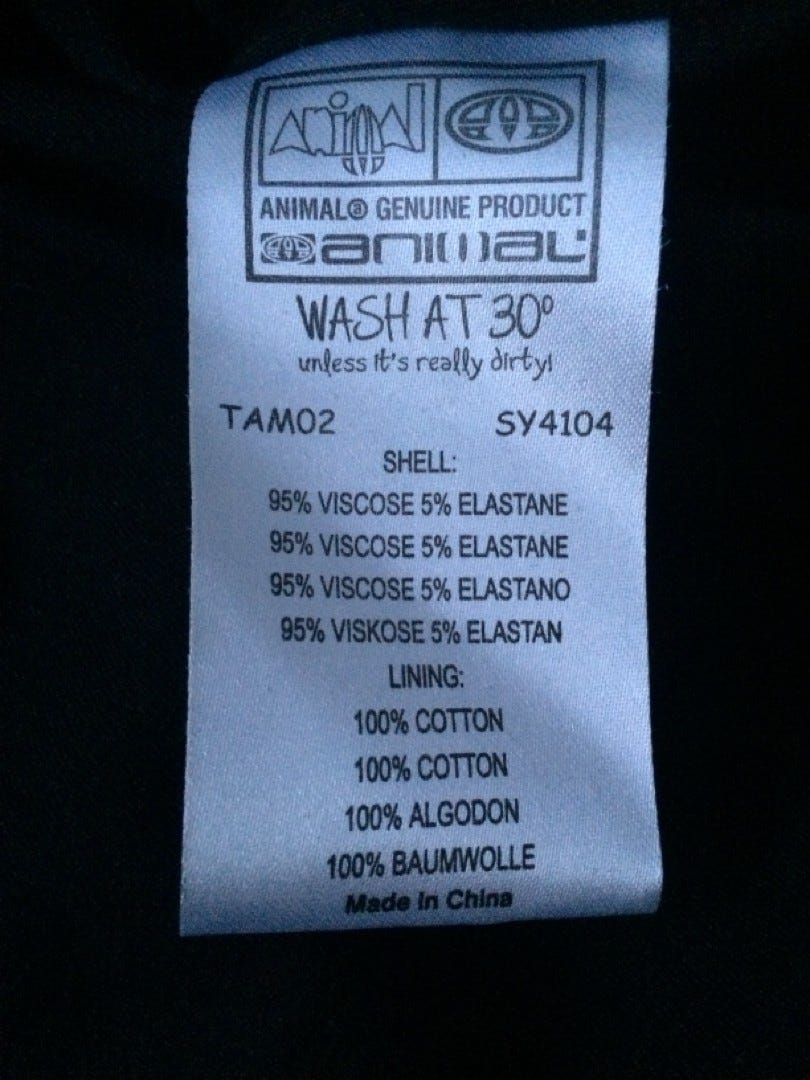 animal
ANIMAL® GENUINE PRODUCT
animal
WASH AT 30°
unless it's really dirty!
TAM02 SY4104
SHELL:
95% VISCOSE 5% ELASTANE
95% VISCOSE 5% ELASTANE
95% VISCOSE 5% ELASTANO
95% VISKOSE 5% ELASTAN
LINING:
100% COTTON
100% COTTON
100% ALGODON
100% BAUMWOLLE
Made in China